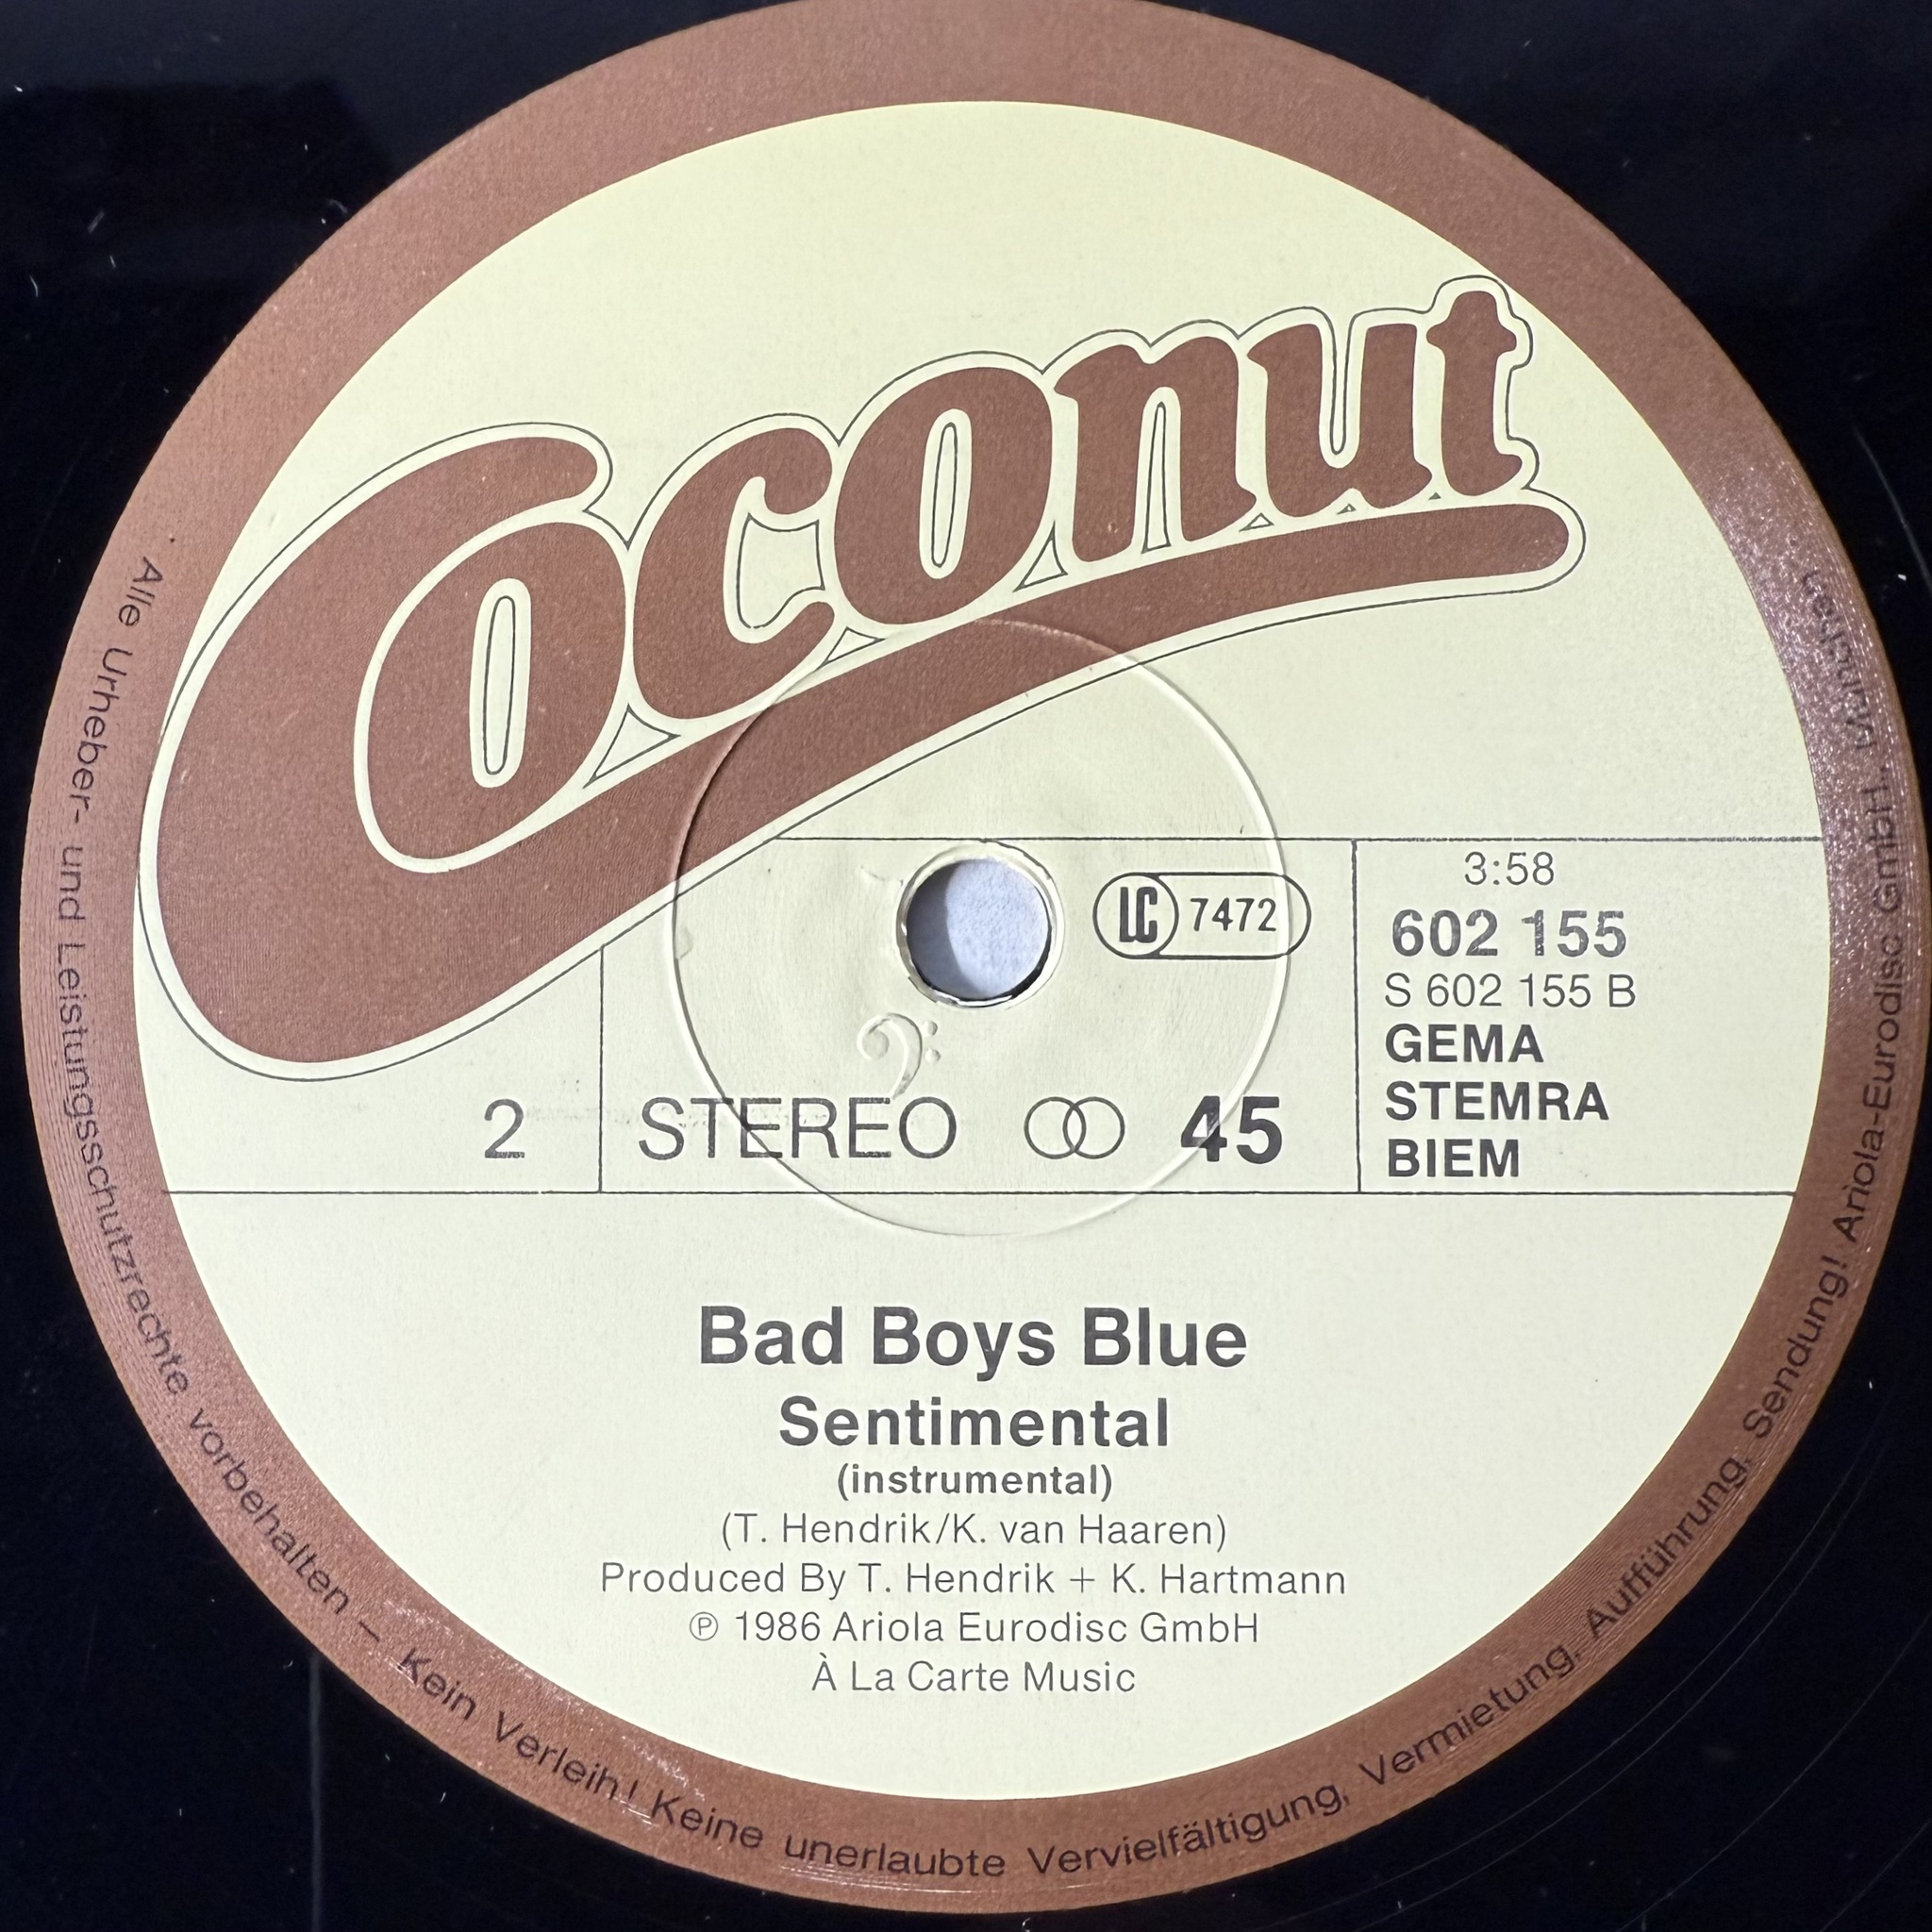 Coconut
LC 7472
3:58
602 155
S 602 155 B
GEMA
STEMRA
BIEM
2 STEREO 45
Bad Boys Blue
Sentimental
(instrumental)
(T. Hendrik/K. van Haaren)
Produced By T. Hendrik + K. Hartmann
℗ 1986 Ariola Eurodisc GmbH
À La Carte Music
Alle Urheber- und Leistungsschutzrechte vorbehalten – Kein Verleih! Keine unerlaubte Vervielfältigung, Vermietung, Aufführung, Sendung! Ariola-Eurodisc GmbH., München